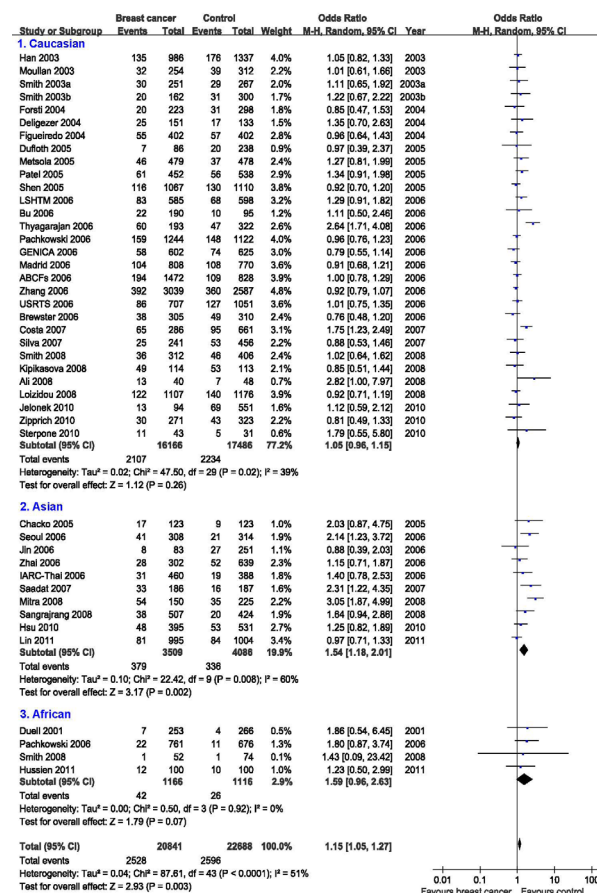 Breast cancer Control Odds Ratio Odds Ratio
Study or Subgroup Events Total Events Total Weight M-H, Random, 95% CI Year M-H, Random, 95% CI
1. Caucasian
Han 2003 135 986 176 1337 4.0% 1.05 [0.82, 1.33] 2003
Moullan 2003 32 254 39 312 2.0% 1.01 [0.61, 1.66] 2003
Smith 2003a 30 251 29 267 1.8% 1.11 [0.65, 1.92] 2003a
Smith 2003b 20 162 31 300 1.6% 1.22 [0.67, 2.22] 2003b
Forsti 2004 20 223 31 298 1.6% 0.85 [0.47, 1.53] 2004
Deligezer 2004 25 151 17 133 1.4% 1.35 [0.70, 2.63] 2004
Figueiredo 2004 55 402 57 402 2.6% 0.96 [0.64, 1.43] 2004
Dufloth 2005 7 86 20 238 0.8% 0.97 [0.39, 2.37] 2005
Metsola 2005 46 479 37 478 2.2% 1.27 [0.81, 1.99] 2005
Patel 2005 61 452 56 538 2.7% 1.34 [0.91, 1.98] 2005
Shen 2005 116 1067 130 1110 3.7% 0.92 [0.70, 1.20] 2005
LSHTM 2006 83 585 68 598 3.0% 1.29 [0.91, 1.82] 2006
Bu 2006 22 190 10 95 1.0% 1.11 [0.50, 2.46] 2006
Thyagarajan 2006 60 193 47 322 2.3% 2.64 [1.71, 4.08] 2006
Pachkowski 2006 159 1244 148 1122 4.0% 0.96 [0.76, 1.23] 2006
GENICA 2006 58 602 74 625 2.8% 0.79 [0.55, 1.14] 2006
Madrid 2006 104 808 108 770 3.5% 0.91 [0.68, 1.21] 2006
ABCFs 2006 194 1472 109 828 3.9% 1.00 [0.78, 1.29] 2006
Zhang 2006 392 3039 360 2587 5.0% 0.92 [0.79, 1.07] 2006
USRTS 2006 86 707 127 1051 3.5% 1.01 [0.75, 1.35] 2006
Brewster 2006 38 305 49 310 2.2% 0.76 [0.48, 1.20] 2006
Costa 2007 65 286 95 661 2.9% 1.75 [1.23, 2.49] 2007
Silva 2007 25 241 53 456 1.9% 0.88 [0.53, 1.46] 2007
Smith 2008 36 312 46 406 2.2% 1.02 [0.64, 1.62] 2008
Kipikasova 2008 49 114 53 113 1.9% 0.85 [0.51, 1.44] 2008
Ali 2008 13 40 7 48 0.6% 2.82 [1.00, 7.97] 2008
Loizidou 2008 122 1107 140 1176 3.7% 0.92 [0.71, 1.19] 2008
Jelonek 2010 13 94 69 551 1.5% 1.12 [0.59, 2.12] 2010
Zipprich 2010 30 271 43 323 2.0% 0.81 [0.49, 1.33] 2010
Sterpone 2010 11 43 5 31 0.5% 1.79 [0.55, 5.80] 2010
Subtotal (95% CI) 16166 17486 77.2% 1.05 [0.96, 1.15]
Total events 2107 2234
Heterogeneity: Tau² = 0.02; Chi² = 47.50, df = 29 (P = 0.02); I² = 39%
Test for overall effect: Z = 1.12 (P = 0.26)
2. Asian
Chacko 2005 17 123 9 123 1.0% 2.03 [0.87, 4.75] 2005
Seoul 2006 41 308 21 314 1.7% 2.14 [1.23, 3.72] 2006
Jin 2006 8 83 27 251 1.0% 0.88 [0.39, 2.03] 2006
Zhai 2006 28 302 52 639 2.0% 1.15 [0.71, 1.87] 2006
IARC-Thai 2006 31 460 19 388 1.6% 1.40 [0.78, 2.53] 2006
Saadat 2007 33 186 16 187 1.4% 2.31 [1.22, 4.35] 2007
Mitra 2008 54 150 35 225 2.0% 3.05 [1.87, 4.99] 2008
Sangrajrang 2008 38 507 20 424 1.7% 1.64 [0.94, 2.86] 2008
Hsu 2010 48 395 53 531 2.4% 1.25 [0.82, 1.89] 2010
Lin 2011 81 995 84 1004 3.2% 0.97 [0.71, 1.33] 2011
Subtotal (95% CI) 3509 4086 19.9% 1.54 [1.18, 2.01]
Total events 379 336
Heterogeneity: Tau² = 0.10; Chi² = 22.42, df = 9 (P = 0.008); I² = 60%
Test for overall effect: Z = 3.17 (P = 0.002)
3. African
Duell 2001 7 253 4 266 0.5% 1.86 [0.54, 6.45] 2001
Pachkowski 2006 22 761 11 676 1.2% 1.80 [0.87, 3.74] 2006
Smith 2008 1 52 1 74 0.1% 1.43 [0.09, 23.42] 2008
Hussien 2011 12 100 10 100 1.0% 1.23 [0.50, 2.99] 2011
Subtotal (95% CI) 1166 1116 2.9% 1.59 [0.96, 2.63]
Total events 42 26
Heterogeneity: Tau² = 0.00; Chi² = 0.50, df = 3 (P = 0.92); I² = 0%
Test for overall effect: Z = 1.79 (P = 0.07)
Total (95% CI) 20841 22688 100.0% 1.15 [1.05, 1.27]
Total events 2528 2596
Heterogeneity: Tau² = 0.04; Chi² = 87.61, df = 43 (P < 0.0001); I² = 51%
Test for overall effect: Z = 2.93 (P = 0.003)
0.01 0.1 1 10 100
Favours breast cancer Favours control